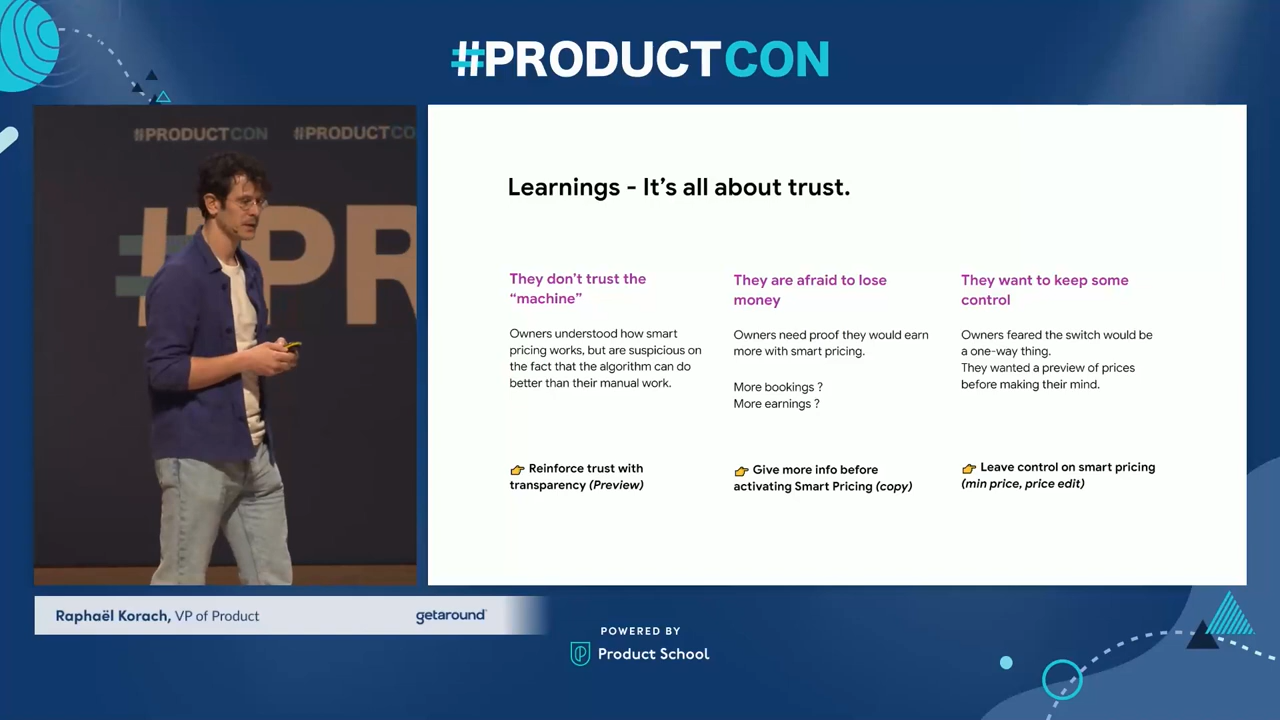 #PRODUCTCON
#PRODUCTCON #PRODUCTCO
#PR
Learnings - It's all about trust.
They don't trust the
“machine”
Owners understood how smart
pricing works, but are suspicious on
the fact that the algorithm can do
better than their manual work.
👉 Reinforce trust with
transparency (Preview)
They are afraid to lose
money
Owners need proof they would earn
more with smart pricing.
More bookings ?
More earnings ?
👉 Give more info before
activating Smart Pricing (copy)
They want to keep some
control
Owners feared the switch would be
a one-way thing.
They wanted a preview of prices
before making their mind.
👉 Leave control on smart pricing
(min price, price edit)
Raphaël Korach, VP of Product
getaround
POWERED BY
Product School